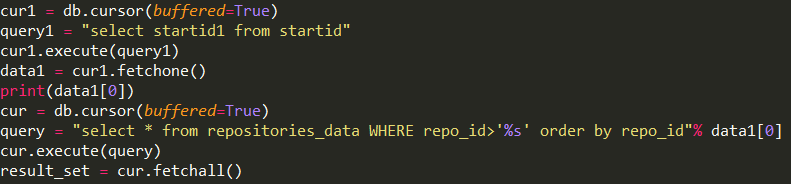 cur1 = db.cursor(buffered=True)
query1 = "select startid1 from startid"
cur1.execute(query1)
data1 = cur1.fetchone()
print(data1[0])
cur = db.cursor(buffered=True)
query = "select * from repositories_data WHERE repo_id>'%s' order by repo_id"% data1[0]
cur.execute(query)
result_set = cur.fetchall()